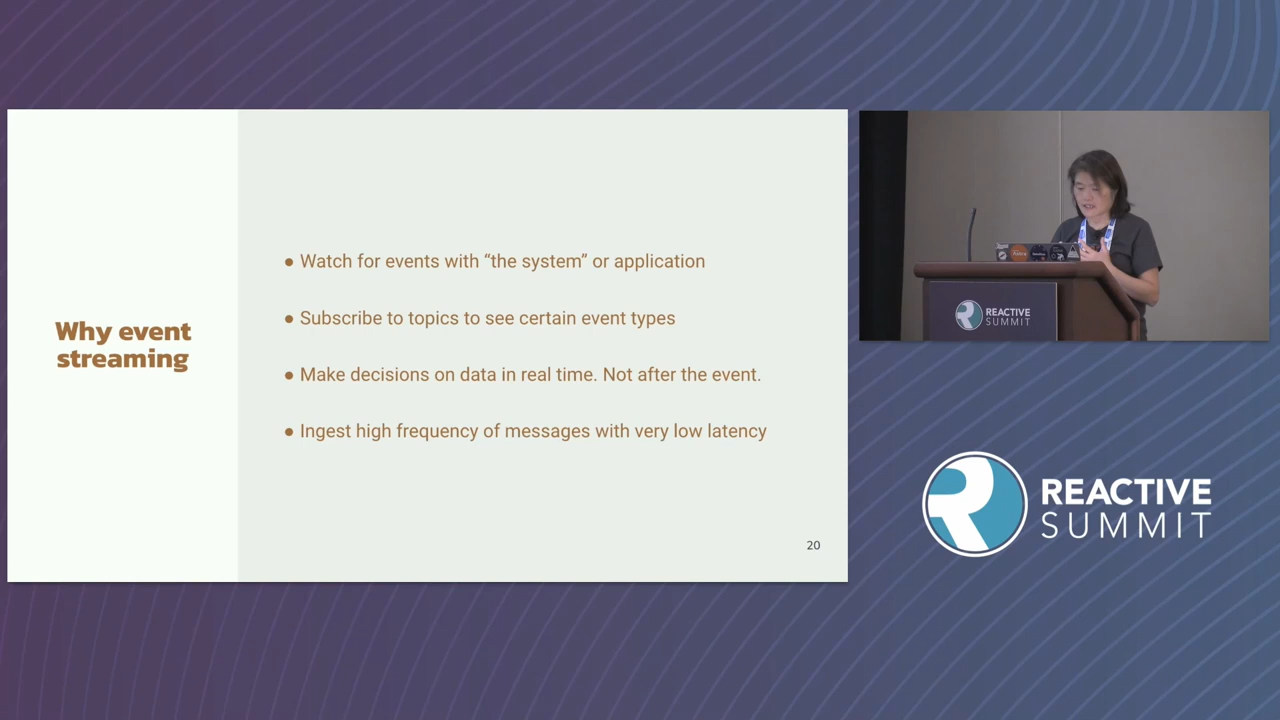 Why event
streaming
● Watch for events with “the system” or application
● Subscribe to topics to see certain event types
● Make decisions on data in real time. Not after the event.
● Ingest high frequency of messages with very low latency
20
REACTIVE
SUMMIT
REACTIVE
SUMMIT